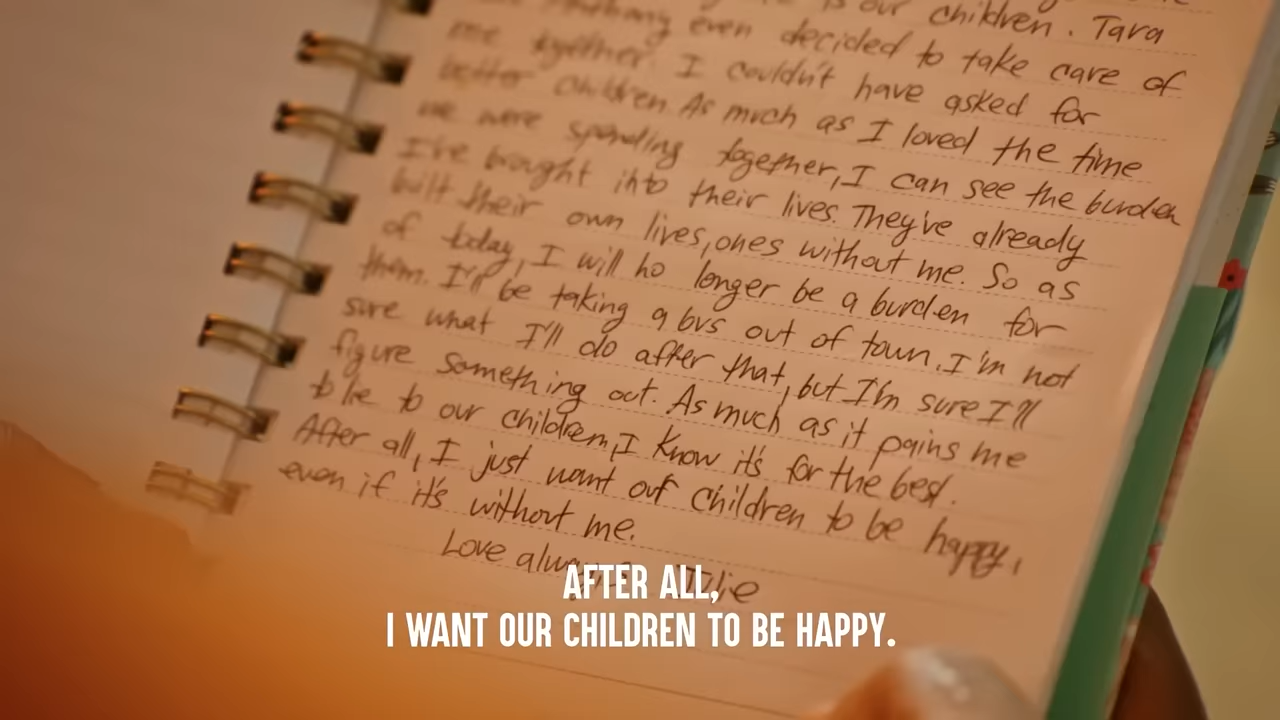 is our children. Tara
even decided to take care of
me together. I couldn't have asked for
better children. As much as I loved the time
we were spending together, I can see the burden
I've brought into their lives. They've already
built their own lives, ones without me. So as
of today, I will no longer be a burden for
them. I'll be taking a bus out of town. I'm not
sure what I'll do after that, but I'm sure I'll
figure something out. As much as it pains me
to lie to our children, I know it's for the best.
After all, I just want our children to be happy,
even if it's without me.
Love always Julie
AFTER ALL,
I WANT OUR CHILDREN TO BE HAPPY.